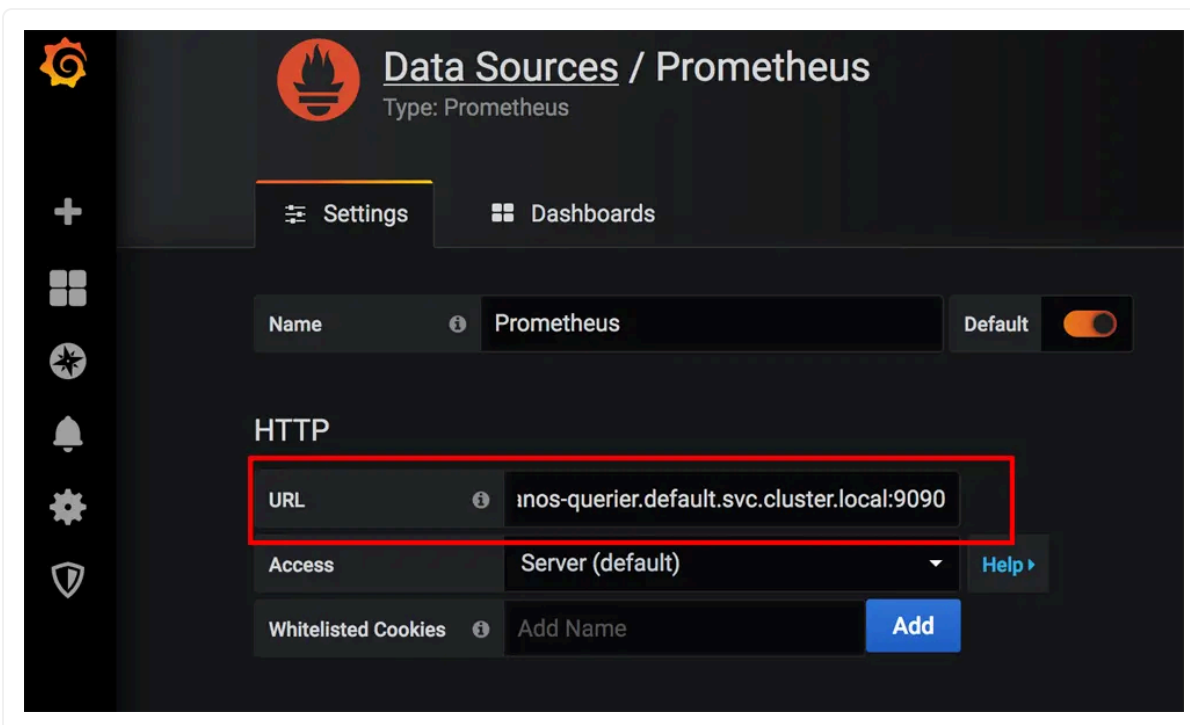 Data Sources / Prometheus
Type: Prometheus
Settings Dashboards
Name Prometheus Default
HTTP
URL nos-querier.default.svc.cluster.local:9090
Access Server (default) Help
Whitelisted Cookies Add Name Add